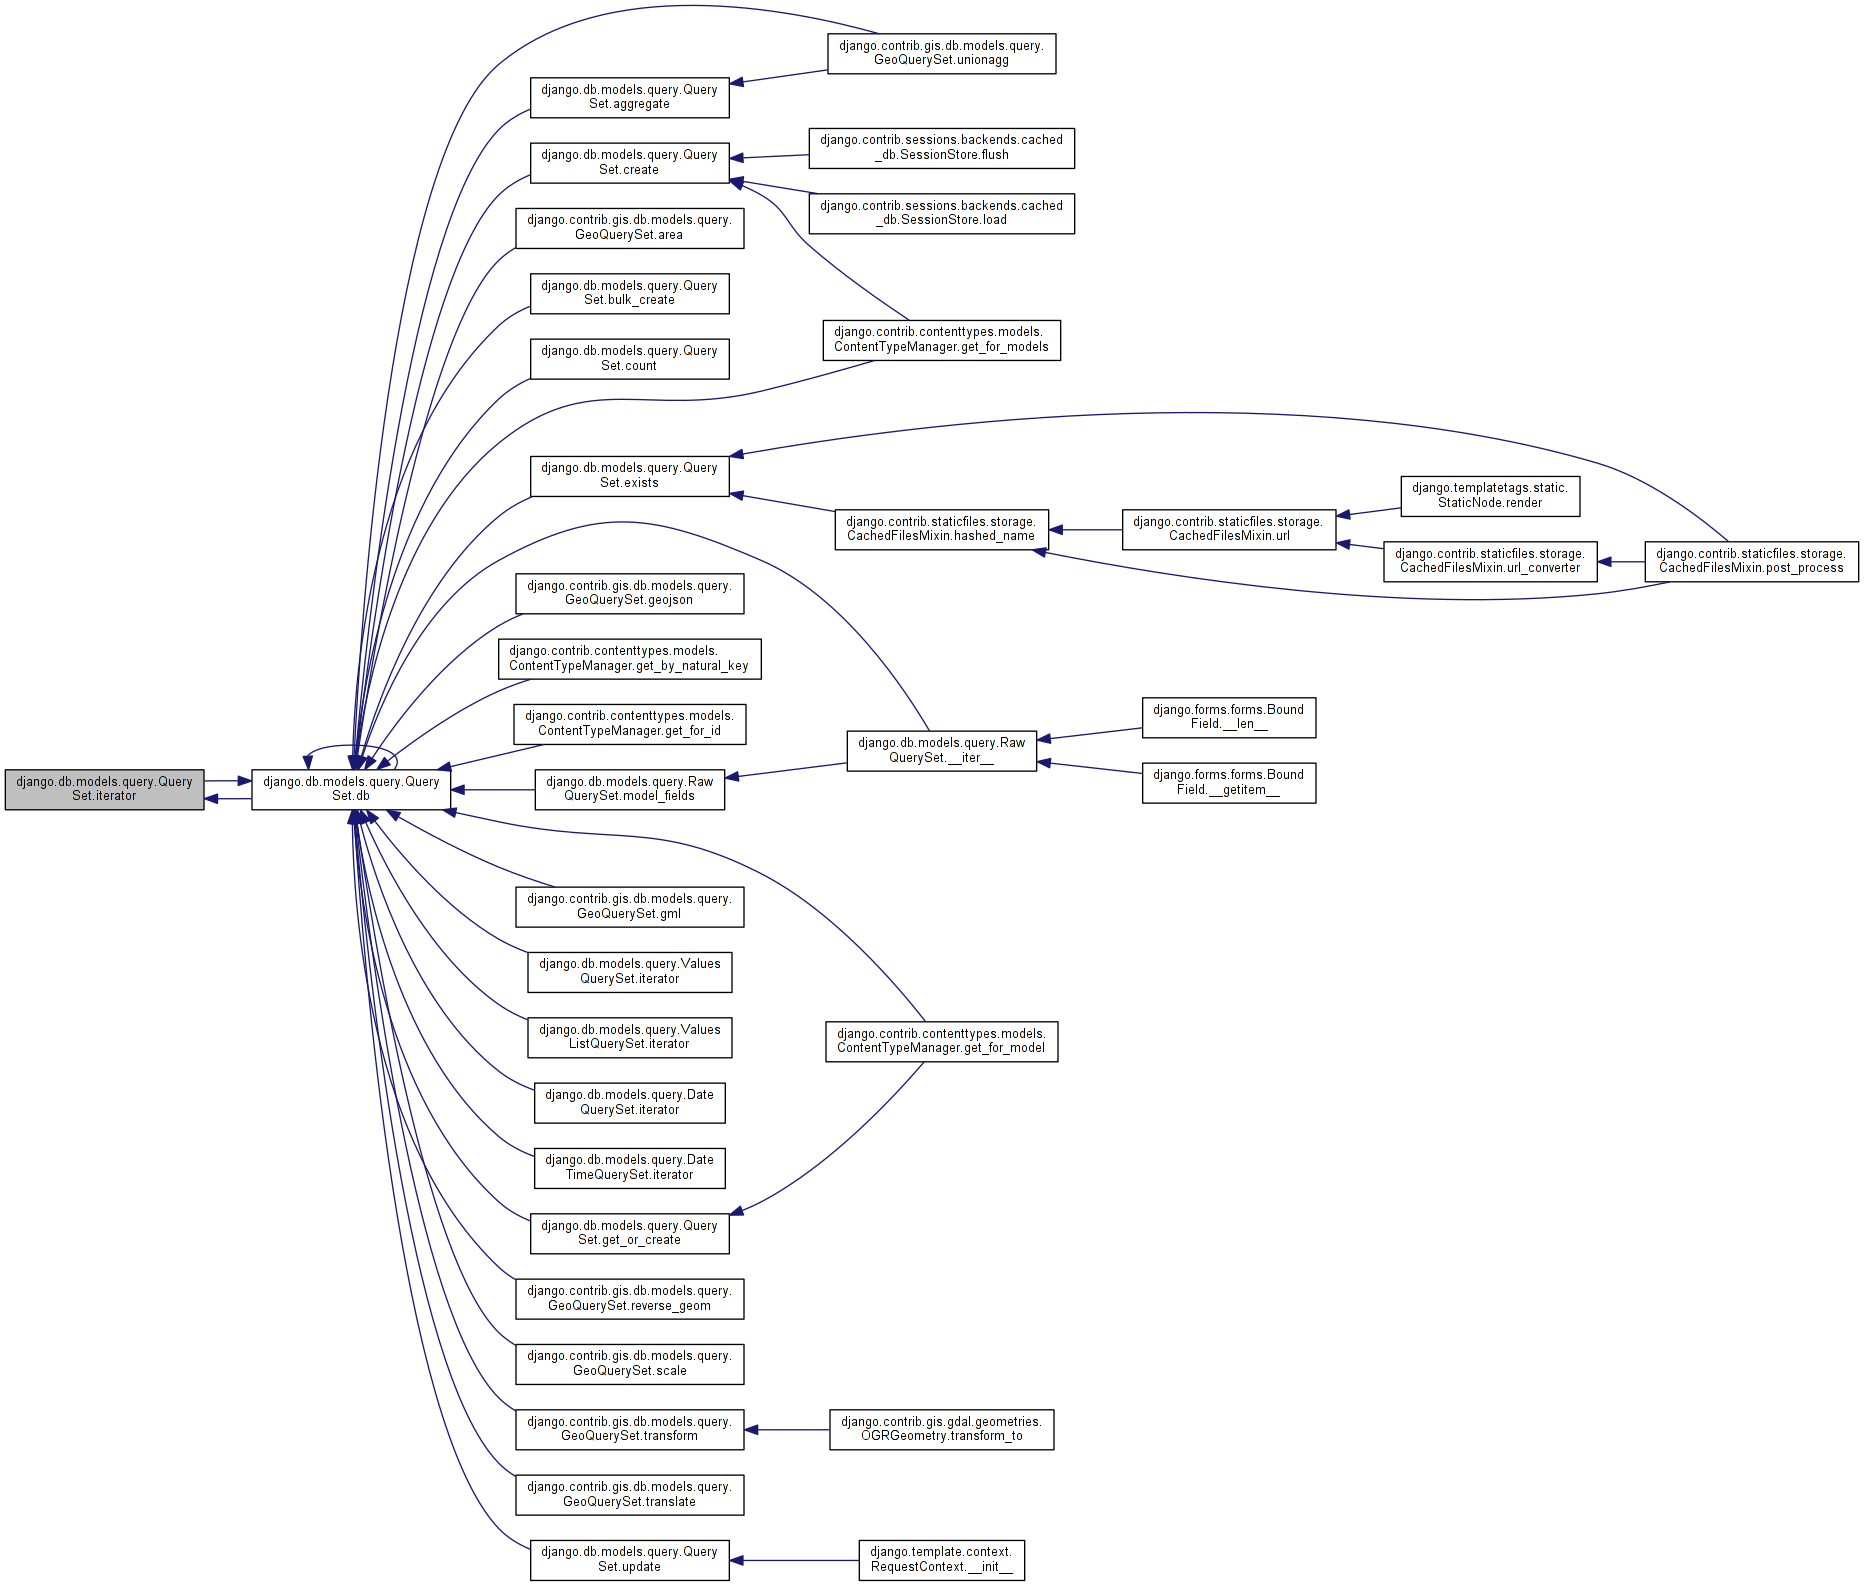 django.contrib.gis.db.models.query.
GeoQuerySet.unionagg
django.db.models.query.Query
Set.aggregate
django.contrib.sessions.backends.cached
_db.SessionStore.flush
django.db.models.query.Query
Set.create
django.contrib.sessions.backends.cached
_db.SessionStore.load
django.contrib.gis.db.models.query.
GeoQuerySet.area
django.db.models.query.Query
Set.bulk_create
django.contrib.contenttypes.models.
ContentTypeManager.get_for_models
django.db.models.query.Query
Set.count
django.db.models.query.Query
Set.exists
django.templatetags.static.
StaticNode.render
django.contrib.staticfiles.storage.
CachedFilesMixin.hashed_name
django.contrib.staticfiles.storage.
CachedFilesMixin.url
django.contrib.staticfiles.storage.
CachedFilesMixin.url_converter
django.contrib.staticfiles.storage.
CachedFilesMixin.post_process
django.contrib.gis.db.models.query.
GeoQuerySet.geojson
django.contrib.contenttypes.models.
ContentTypeManager.get_by_natural_key
django.contrib.contenttypes.models.
ContentTypeManager.get_for_id
django.forms.forms.Bound
Field.__len__
django.db.models.query.Raw
QuerySet.__iter__
django.forms.forms.Bound
Field.__getitem__
django.db.models.query.Query
Set.iterator
django.db.models.query.Query
Set.db
django.db.models.query.Raw
QuerySet.model_fields
django.contrib.gis.db.models.query.
GeoQuerySet.gml
django.db.models.query.Values
QuerySet.iterator
django.db.models.query.Values
ListQuerySet.iterator
django.contrib.contenttypes.models.
ContentTypeManager.get_for_model
django.db.models.query.Date
QuerySet.iterator
django.db.models.query.Date
TimeQuerySet.iterator
django.db.models.query.Query
Set.get_or_create
django.contrib.gis.db.models.query.
GeoQuerySet.reverse_geom
django.contrib.gis.db.models.query.
GeoQuerySet.scale
django.contrib.gis.db.models.query.
GeoQuerySet.transform
django.contrib.gis.gdal.geometries.
OGRGeometry.transform_to
django.contrib.gis.db.models.query.
GeoQuerySet.translate
django.db.models.query.Query
Set.update
django.template.context.
RequestContext.__init__